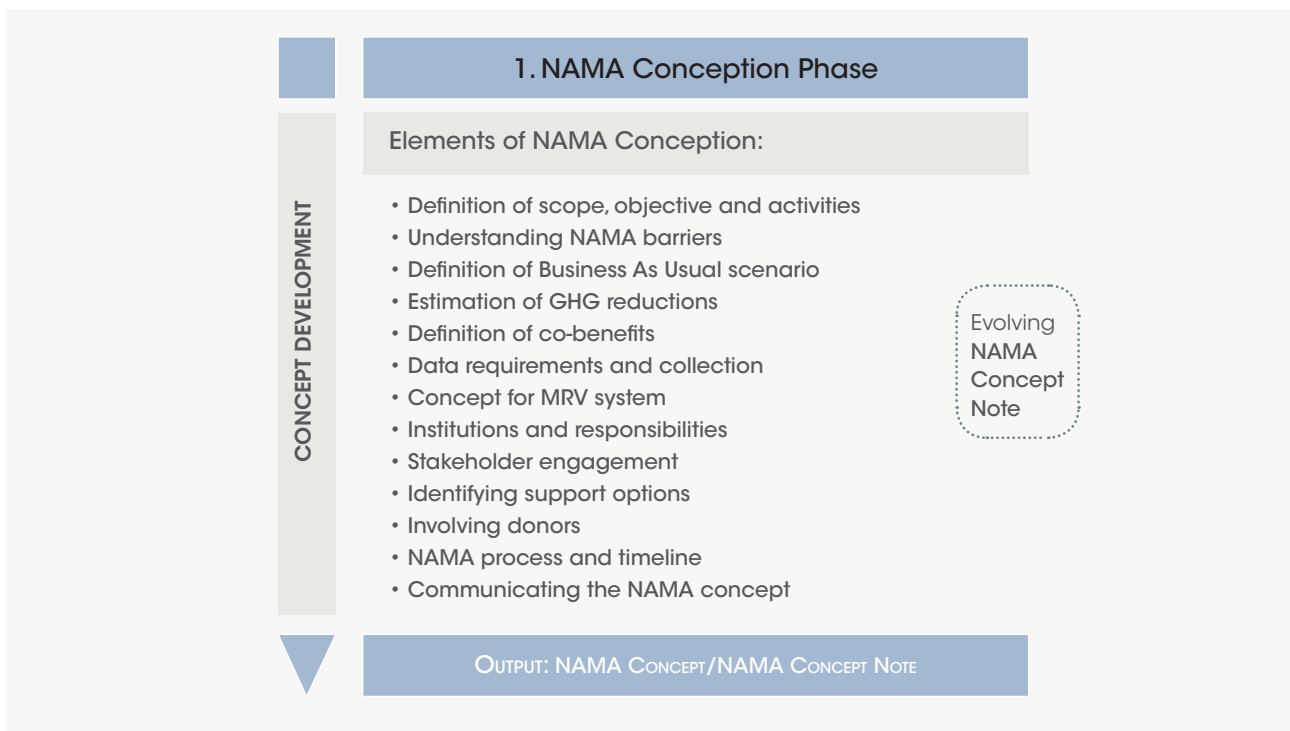 1. NAMA Conception Phase
Elements of NAMA Conception:
CONCEPT DEVELOPMENT
• Definition of scope, objective and activities
• Understanding NAMA barriers
• Definition of Business As Usual scenario
• Estimation of GHG reductions
• Definition of co-benefits
• Data requirements and collection
• Concept for MRV system
• Institutions and responsibilities
• Stakeholder engagement
• Identifying support options
• Involving donors
• NAMA process and timeline
• Communicating the NAMA concept
Evolving
NAMA
Concept
Note
Output: NAMA Concept/NAMA Concept Note